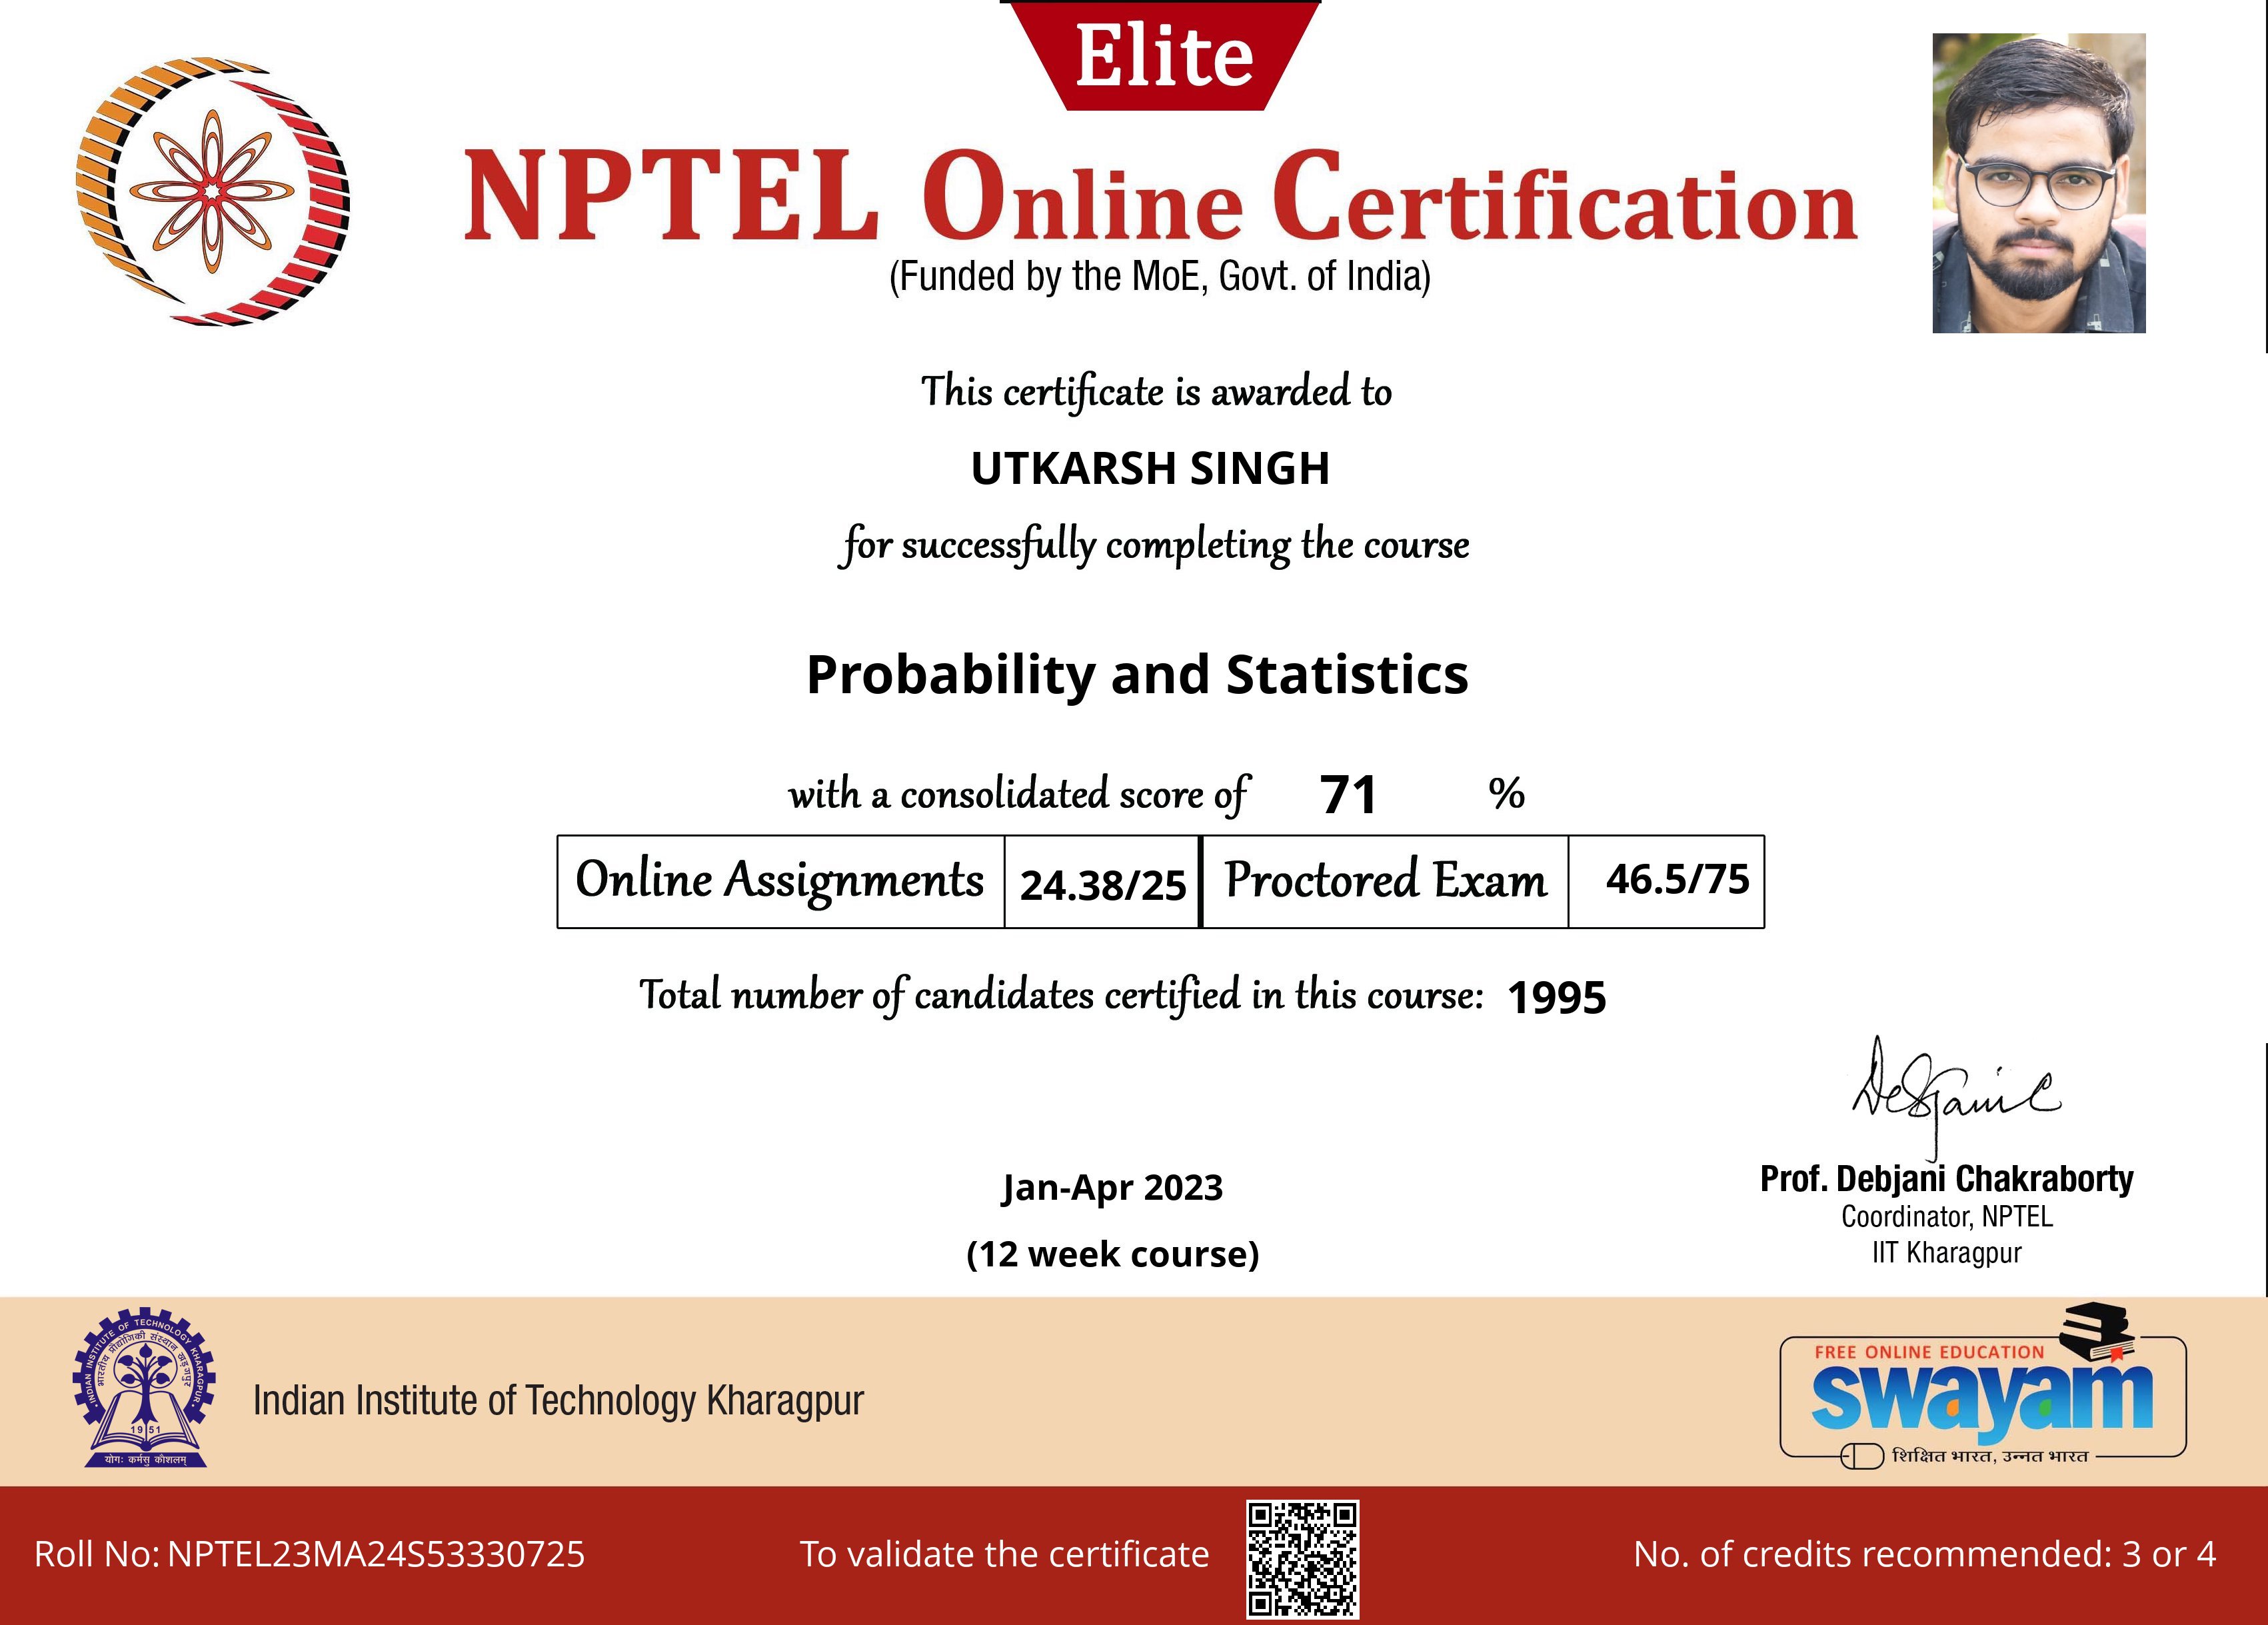 Elite
NPTEL Online Certification
(Funded by the MoE, Govt. of India)
This certificate is awarded to
UTKARSH SINGH
for successfully completing the course
Probability and Statistics
with a consolidated score of 71 %
Online Assignments 24.38/25 Proctored Exam 46.5/75
Total number of candidates certified in this course: 1995
Debjani C
Prof. Debjani Chakraborty
Coordinator, NPTEL
IIT Kharagpur
Jan-Apr 2023
(12 week course)
INDIAN INSTITUTE OF TECHNOLOGY KHARAGPUR
भारतीय प्रौद्योगिकी संस्थान खड़गपुर
1951
योगः कर्मसु कौशलम्
Indian Institute of Technology Kharagpur
FREE ONLINE EDUCATION
swayam
शिक्षित भारत, उन्नत भारत
Roll No: NPTEL23MA24S53330725
To validate the certificate
No. of credits recommended: 3 or 4